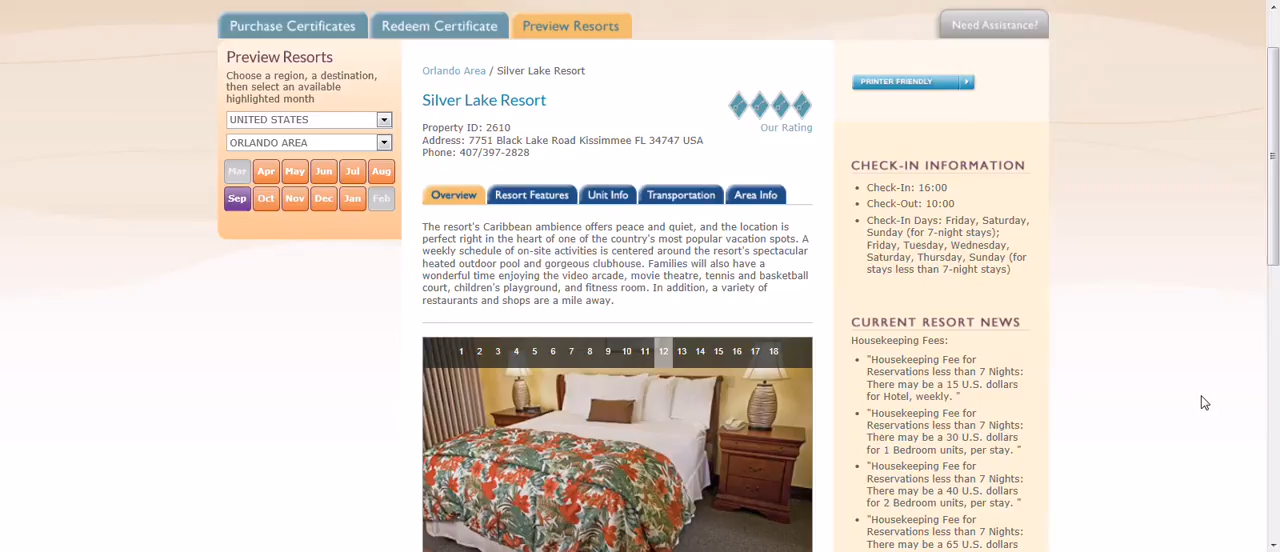 Purchase Certificates
Redeem Certificate
Preview Resorts
Need Assistance?
Preview Resorts
Choose a region, a destination,
then select an available
highlighted month
UNITED STATES
ORLANDO AREA
Mar Apr May Jun Jul Aug
Sep Oct Nov Dec Jan Feb
Orlando Area / Silver Lake Resort
Silver Lake Resort
Our Rating
Property ID: 2610
Address: 7751 Black Lake Road Kissimmee FL 34747 USA
Phone: 407/397-2828
Overview
Resort Features
Unit Info
Transportation
Area Info
The resort's Caribbean ambience offers peace and quiet, and the location is
perfect right in the heart of one of the country's most popular vacation spots. A
weekly schedule of on-site activities is centered around the resort's spectacular
heated outdoor pool and gorgeous clubhouse. Families will also have a
wonderful time enjoying the video arcade, movie theatre, tennis and basketball
court, children's playground, and fitness room. In addition, a variety of
restaurants and shops are a mile away.
1 2 3 4 5 6 7 8 9 10 11 12 13 14 15 16 17 18
PRINTER FRIENDLY
CHECK-IN INFORMATION
• Check-In: 16:00
• Check-Out: 10:00
• Check-In Days: Friday, Saturday,
Sunday (for 7-night stays);
Friday, Tuesday, Wednesday,
Saturday, Thursday, Sunday (for
stays less than 7-night stays)
CURRENT RESORT NEWS
Housekeeping Fees:
• "Housekeeping Fee for
Reservations less than 7 Nights:
There may be a 15 U.S. dollars
for Hotel, weekly. "
• "Housekeeping Fee for
Reservations less than 7 Nights:
There may be a 30 U.S. dollars
for 1 Bedroom units, per stay. "
• "Housekeeping Fee for
Reservations less than 7 Nights:
There may be a 40 U.S. dollars
for 2 Bedroom units, per stay. "
• "Housekeeping Fee for
Reservations less than 7 Nights:
There may be a 65 U.S. dollars